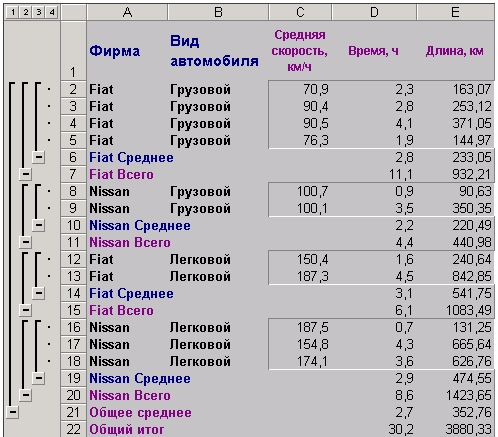 1 2 3 4 A B C D E
1 Фирма Вид автомобиля Средняя скорость, км/ч Время, ч Длина, км
2 Fiat Грузовой 70,9 2,3 163,07
3 Fiat Грузовой 90,4 2,8 253,12
4 Fiat Грузовой 90,5 4,1 371,05
5 Fiat Грузовой 76,3 1,9 144,97
6 Fiat Среднее 2,8 233,05
7 Fiat Всего 11,1 932,21
8 Nissan Грузовой 100,7 0,9 90,63
9 Nissan Грузовой 100,1 3,5 350,35
10 Nissan Среднее 2,2 220,49
11 Nissan Всего 4,4 440,98
12 Fiat Легковой 150,4 1,6 240,64
13 Fiat Легковой 187,3 4,5 842,85
14 Fiat Среднее 3,1 541,75
15 Fiat Всего 6,1 1083,49
16 Nissan Легковой 187,5 0,7 131,25
17 Nissan Легковой 154,8 4,3 665,64
18 Nissan Легковой 174,1 3,6 626,76
19 Nissan Среднее 2,9 474,55
20 Nissan Всего 8,6 1423,65
21 Общее среднее 2,7 352,76
22 Общий итог 30,2 3880,33